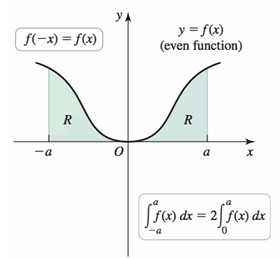 y
f(−x) = f(x)
y = f(x)
(even function)
R
R
−a
O
a
x
∫_{−a}^{a} f(x) dx = 2∫_{0}^{a} f(x) dx